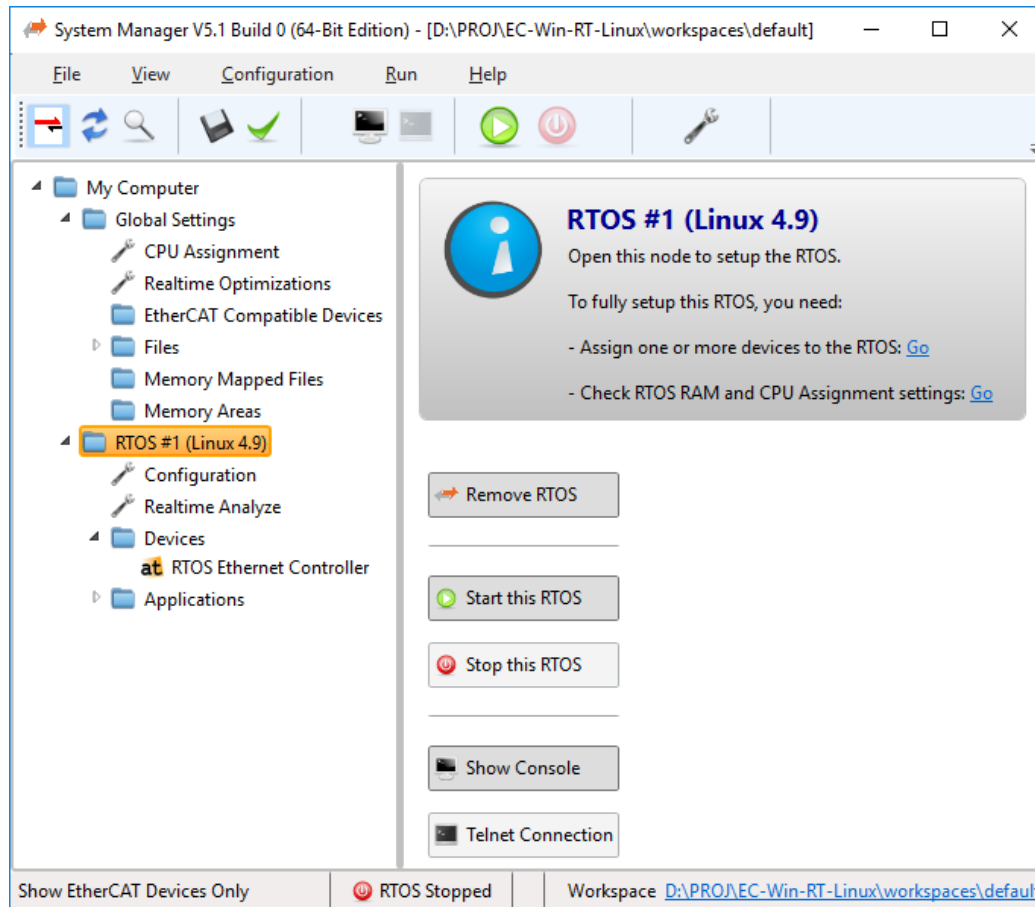 System Manager V5.1 Build 0 (64-Bit Edition) - [D:\PROJ\EC-Win-RT-Linux\workspaces\default]
File View Configuration Run Help
My Computer
Global Settings
CPU Assignment
Realtime Optimizations
EtherCAT Compatible Devices
Files
Memory Mapped Files
Memory Areas
RTOS #1 (Linux 4.9)
Configuration
Realtime Analyze
Devices
at RTOS Ethernet Controller
Applications
RTOS #1 (Linux 4.9)
Open this node to setup the RTOS.
To fully setup this RTOS, you need:
- Assign one or more devices to the RTOS: Go
- Check RTOS RAM and CPU Assignment settings: Go
Remove RTOS
Start this RTOS
Stop this RTOS
Show Console
Telnet Connection
Show EtherCAT Devices Only RTOS Stopped Workspace D:\PROJ\EC-Win-RT-Linux\workspaces\defaul